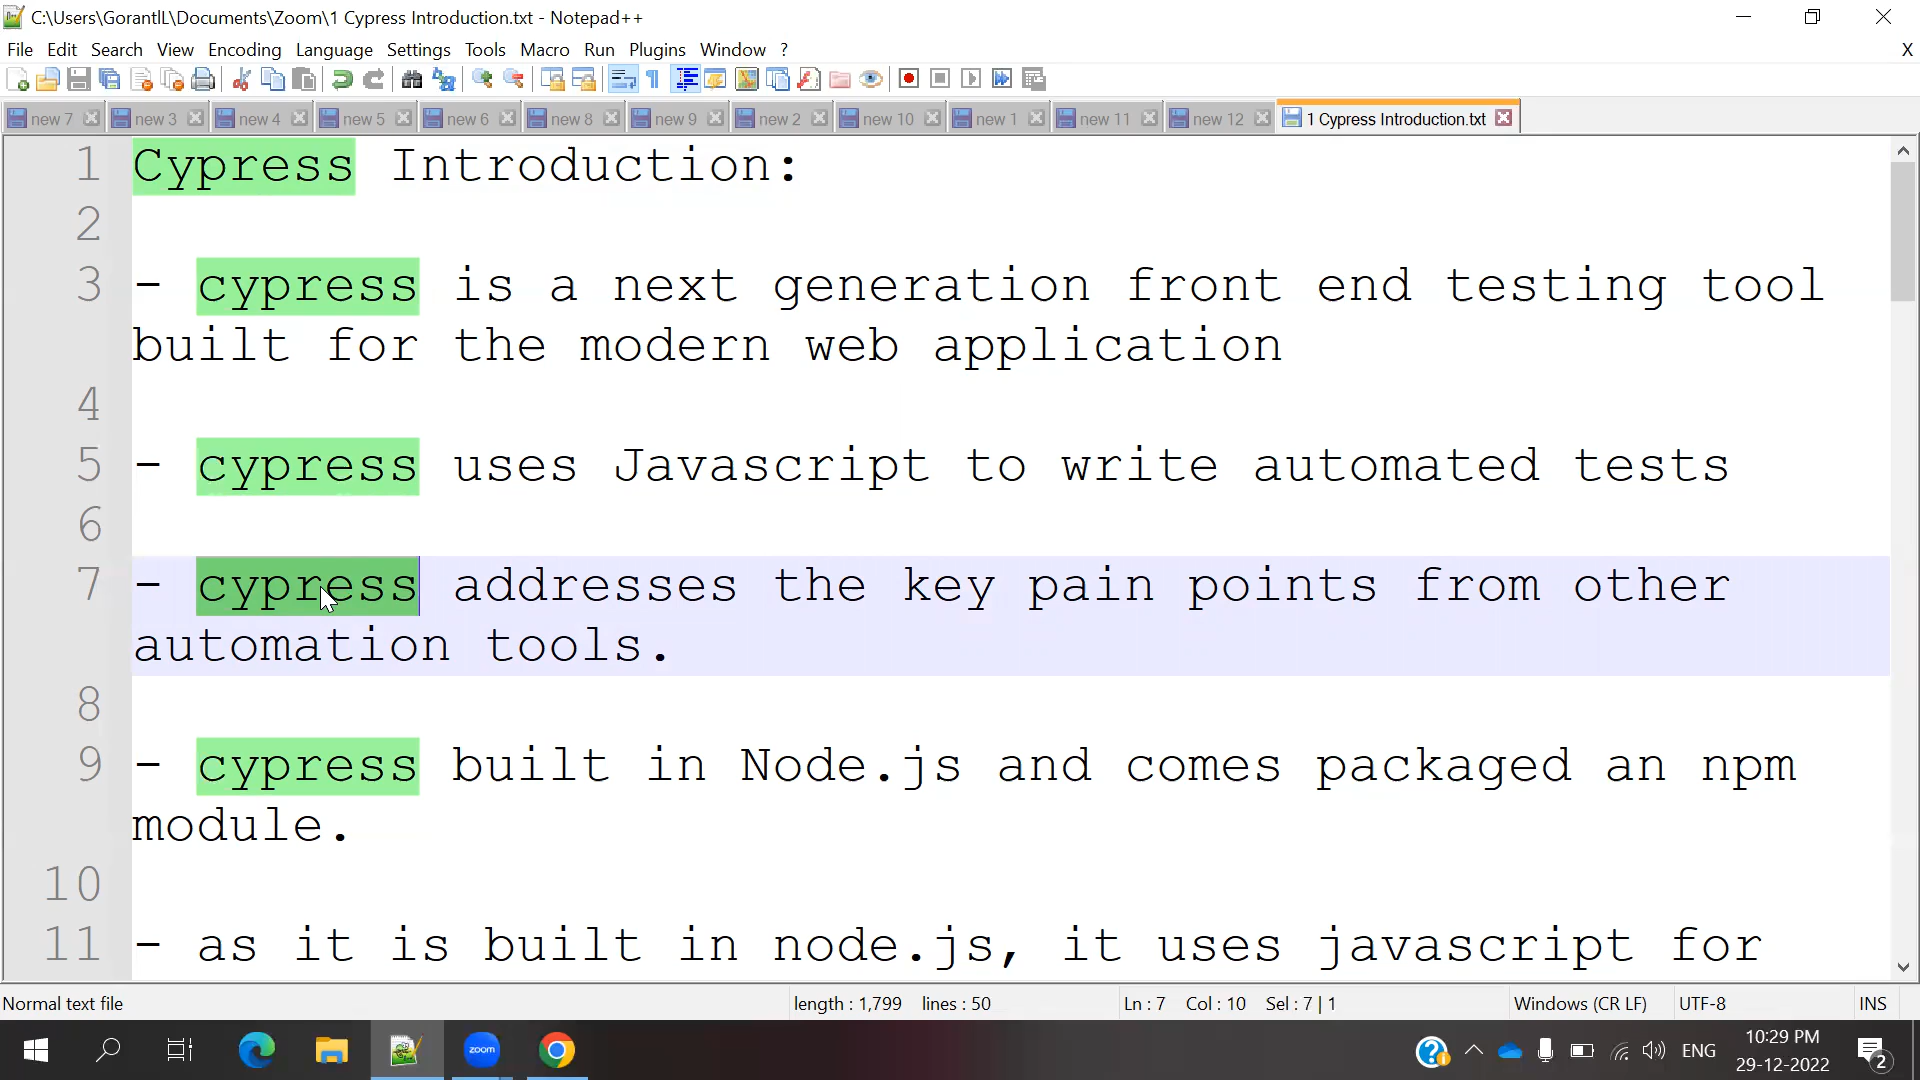 C:\Users\GorantlL\Documents\Zoom\1 Cypress Introduction.txt - Notepad++
File Edit Search View Encoding Language Settings Tools Macro Run Plugins Window ? X
new 7 new 3 new 4 new 5 new 6 new 8 new 9 new 2 new 10 new 1 new 11 new 12 1 Cypress Introduction.txt
1 Cypress Introduction:
2
3 - cypress is a next generation front end testing tool
built for the modern web application
4
5 - cypress uses Javascript to write automated tests
6
7 - cypress addresses the key pain points from other
automation tools.
8
9 - cypress built in Node.js and comes packaged an npm
module.
10
11 - as it is built in node.js, it uses javascript for
Normal text file length : 1,799 lines : 50 Ln : 7 Col : 10 Sel : 7 | 1 Windows (CR LF) UTF-8 INS
zoom ENG 10:29 PM 2
29-12-2022